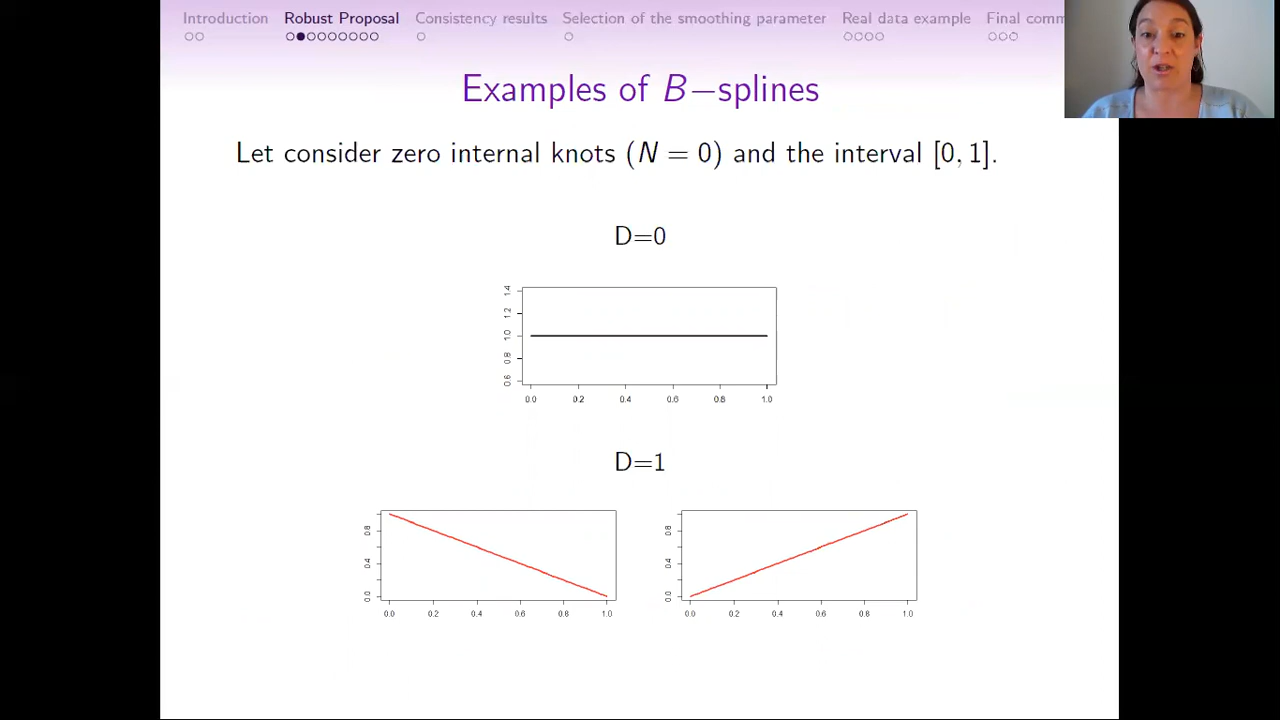 Introduction Robust Proposal Consistency results Selection of the smoothing parameter Real data example Final comm
Examples of B−splines
Let consider zero internal knots (N = 0) and the interval [0, 1].
D=0
1.4
1.2
1.0
0.8
0.6
0.0 0.2 0.4 0.6 0.8 1.0
D=1
0.8 0.8
0.4 0.4
0.0 0.0
0.0 0.2 0.4 0.6 0.8 1.0 0.0 0.2 0.4 0.6 0.8 1.0